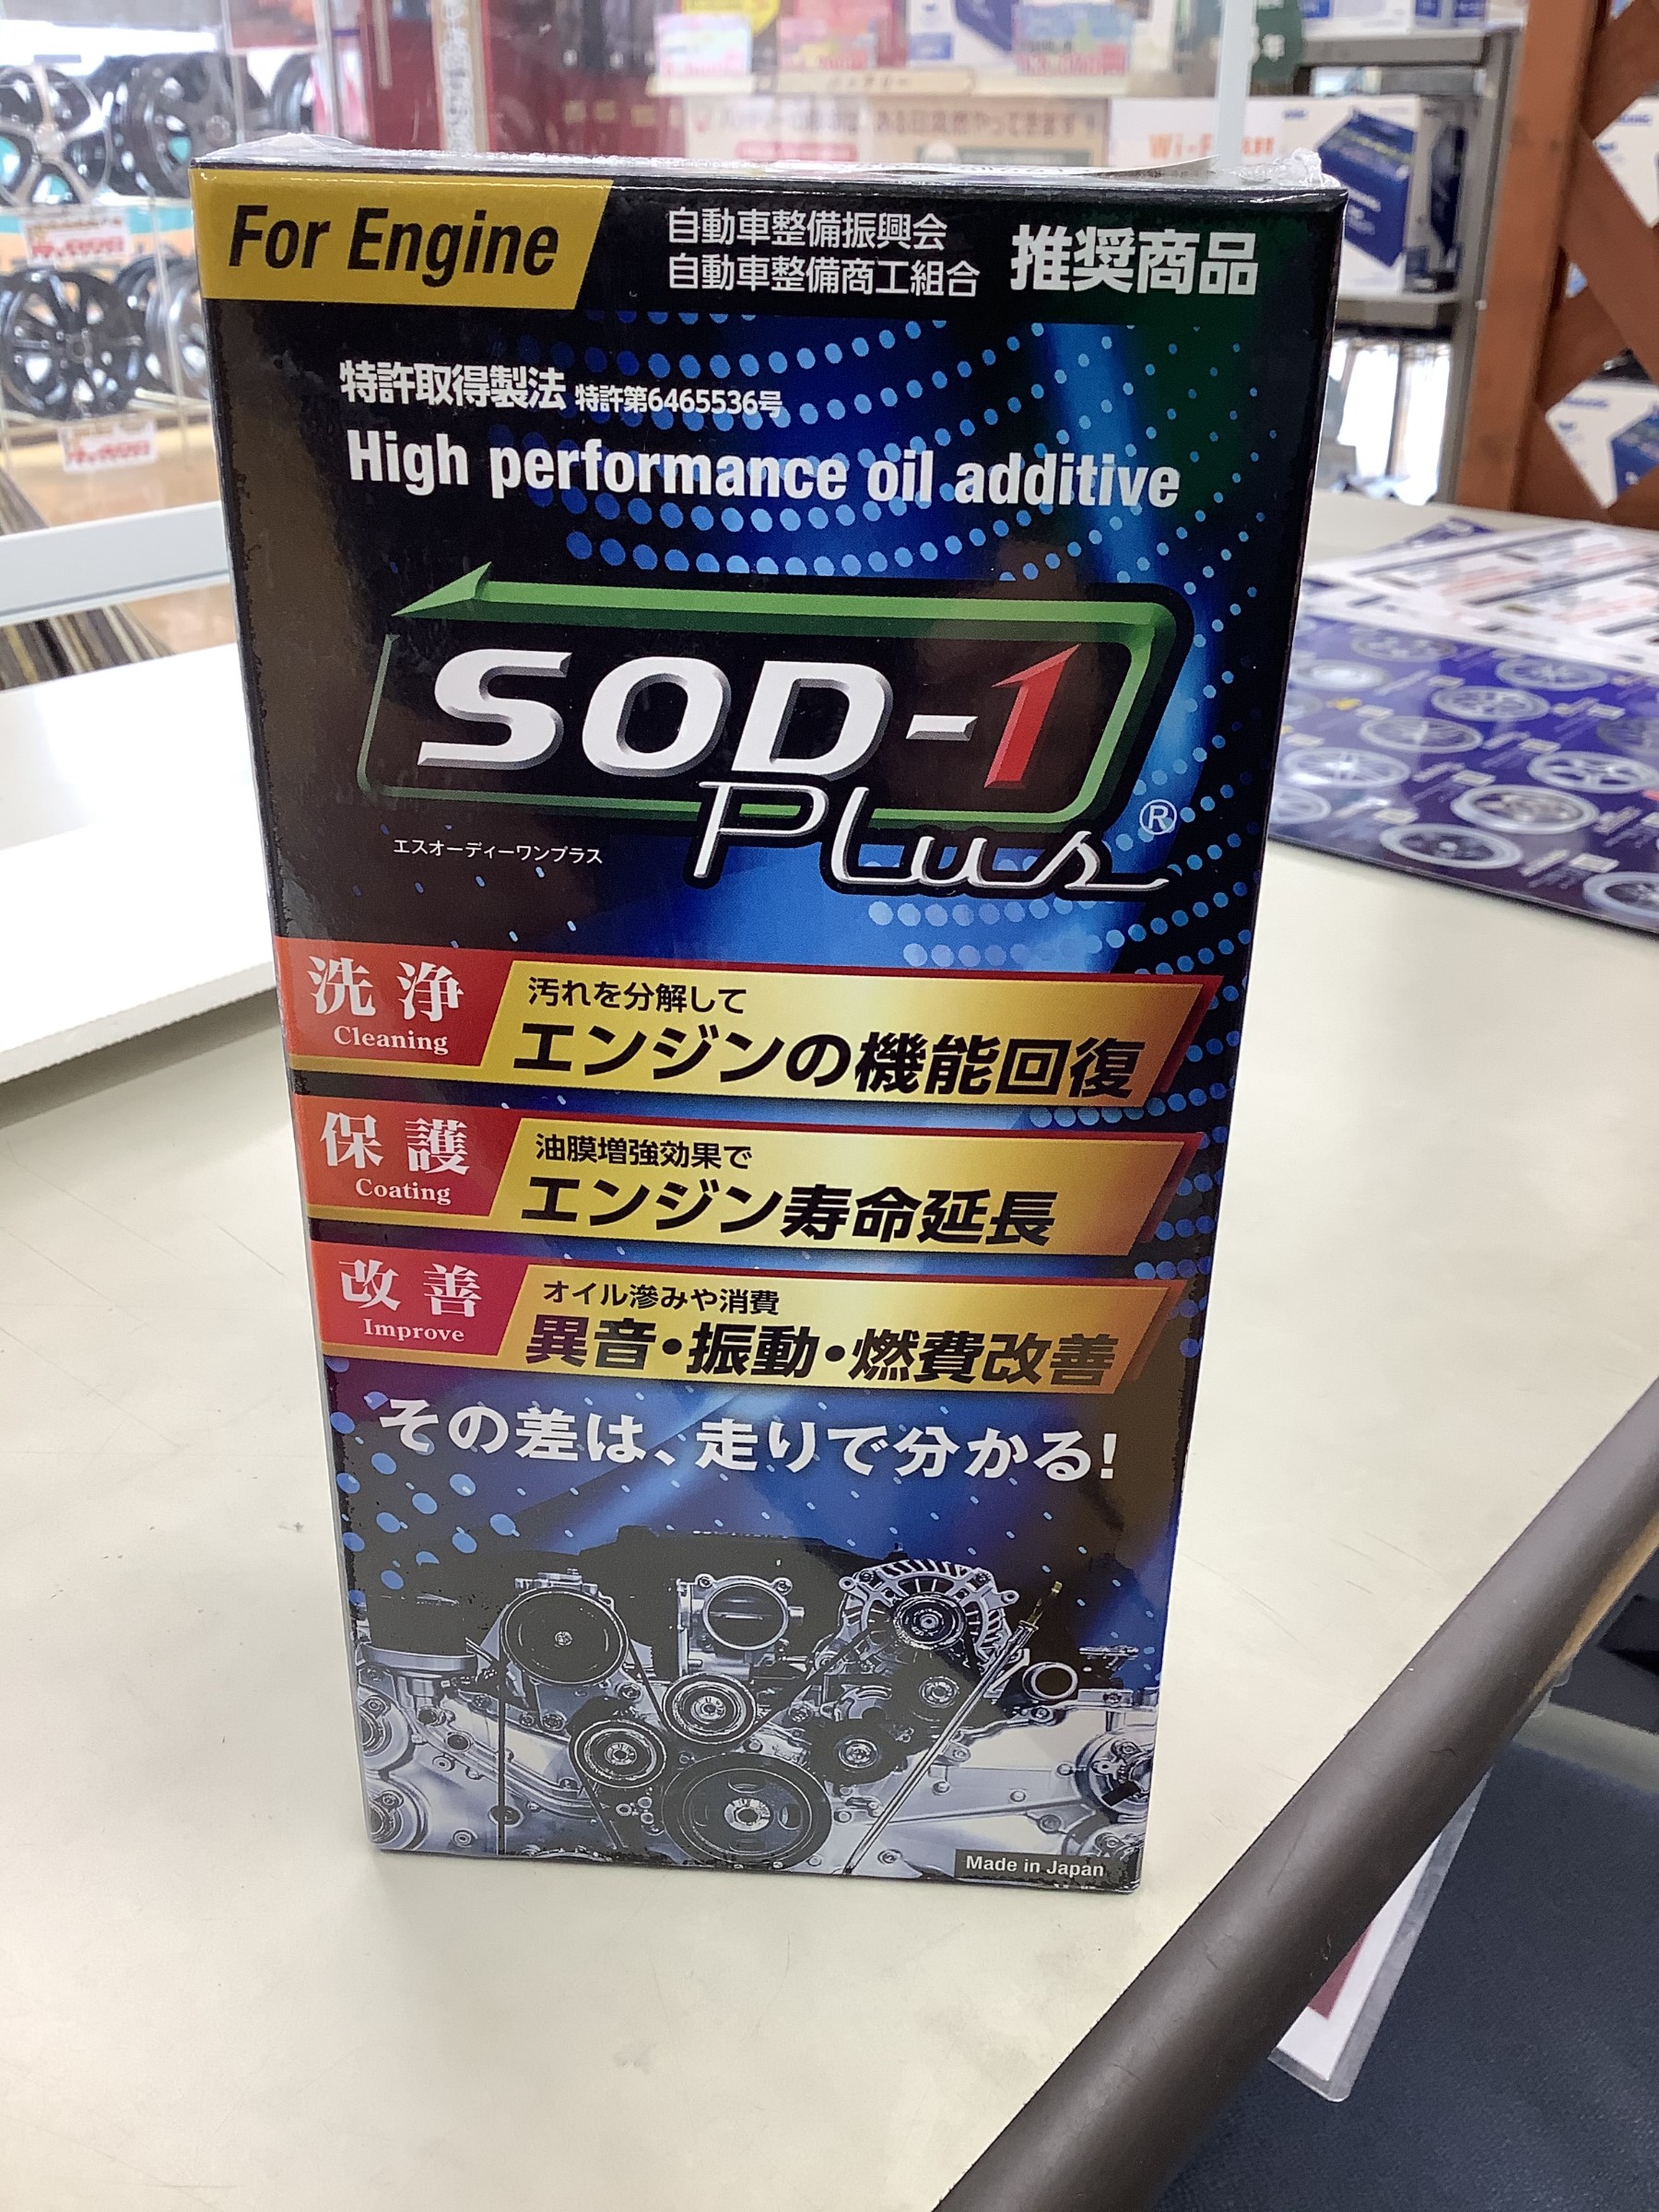 For Engine
自動車整備振興会
自動車整備商工組合
推奨商品
特許取得製法 特許第6465536号
High performance oil additive
SOD-1
Plus®
エスオーディーワンプラス
洗浄
Cleaning
汚れを分解して
エンジンの機能回復
保護
Coating
油膜増強効果で
エンジン寿命延長
改善
Improve
オイル滲みや消費
異音・振動・燃費改善
その差は、走りで分かる!
Made in Japan